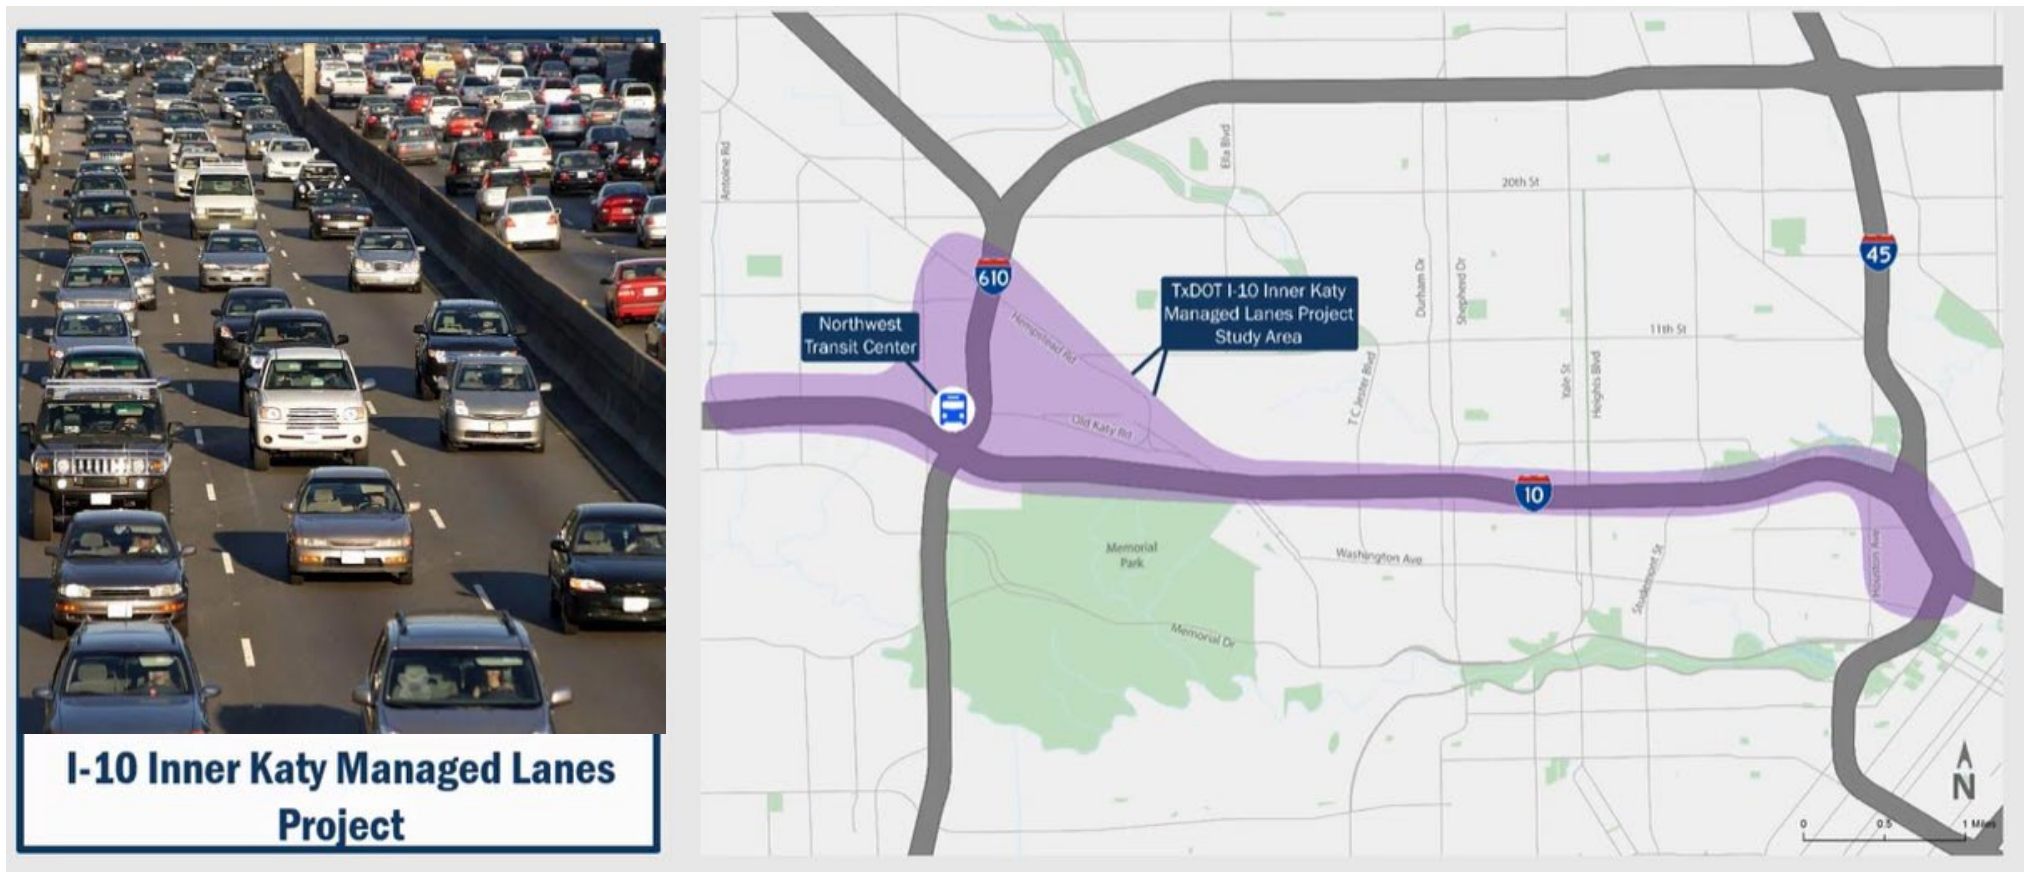 I-10 Inner Katy Managed Lanes
Project
Antoine Rd
Ella Blvd
20th St
610
45
TxDOT I-10 Inner Katy
Managed Lanes Project
Study Area
Northwest
Transit Center
Hempstead Rd
Durham Dr
Shepherd Dr
11th St
T C Jester Blvd
Yale St
Heights Blvd
Old Katy Rd
10
Memorial
Park
Washington Ave
Studemont St
Houston Ave
Memorial Dr
N
0 0.5 1 Miles